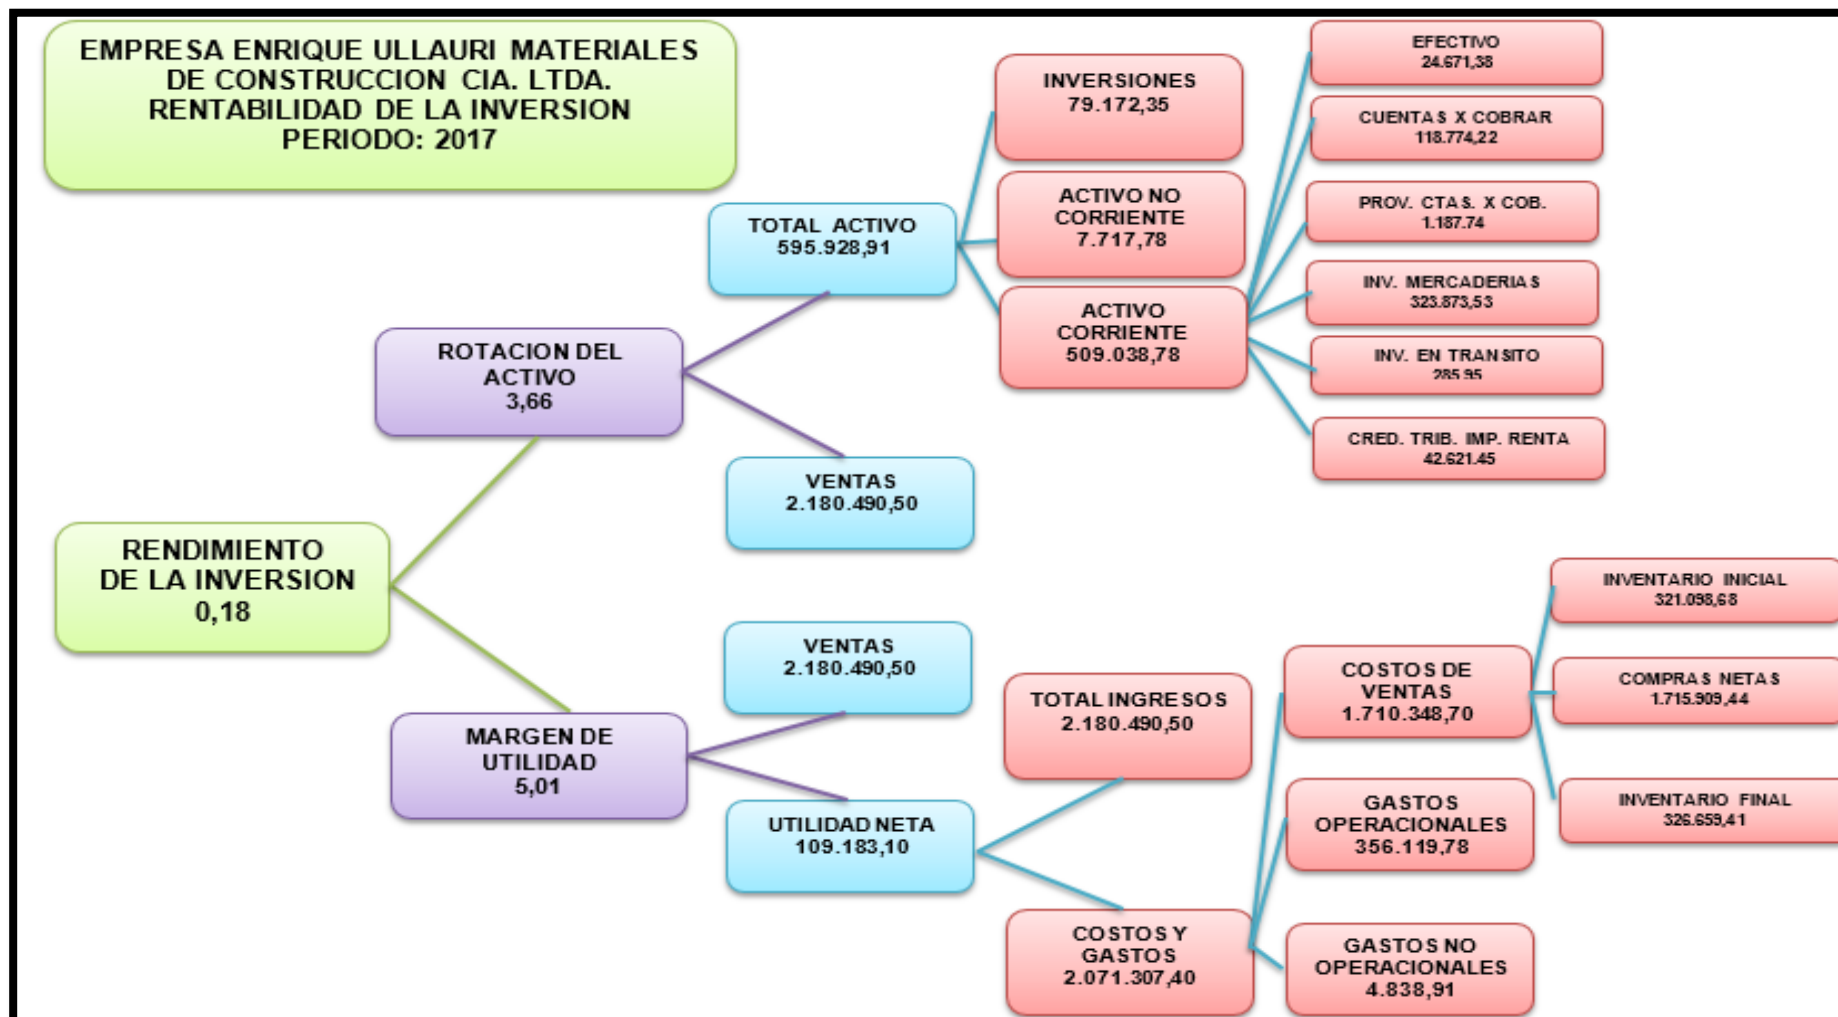 EMPRESA ENRIQUE ULLAURI MATERIALES
DE CONSTRUCCION CIA. LTDA.
RENTABILIDAD DE LA INVERSION
PERIODO: 2017
RENDIMIENTO
DE LA INVERSION
0,18
ROTACION DEL
ACTIVO
3,66
MARGEN DE
UTILIDAD
5,01
TOTAL ACTIVO
595.928,91
VENTAS
2.180.490,50
VENTAS
2.180.490,50
UTILIDAD NETA
109.183,10
INVERSIONES
79.172,35
ACTIVO NO
CORRIENTE
7.717,78
ACTIVO
CORRIENTE
509.038,78
TOTAL INGRESOS
2.180.490,50
COSTOS Y
GASTOS
2.071.307,40
EFECTIVO
24.671,38
CUENTAS X COBRAR
118.774,22
PROV. CTAS. X COB.
1.187.74
INV. MERCADERIAS
323.873,53
INV. EN TRANSITO
285.95
CRED. TRIB. IMP. RENTA
42.621.45
COSTOS DE
VENTAS
1.710.348,70
GASTOS
OPERACIONALES
356.119,78
GASTOS NO
OPERACIONALES
4.838,91
INVENTARIO INICIAL
321.098,68
COMPRAS NETAS
1.715.909,44
INVENTARIO FINAL
326.659,41